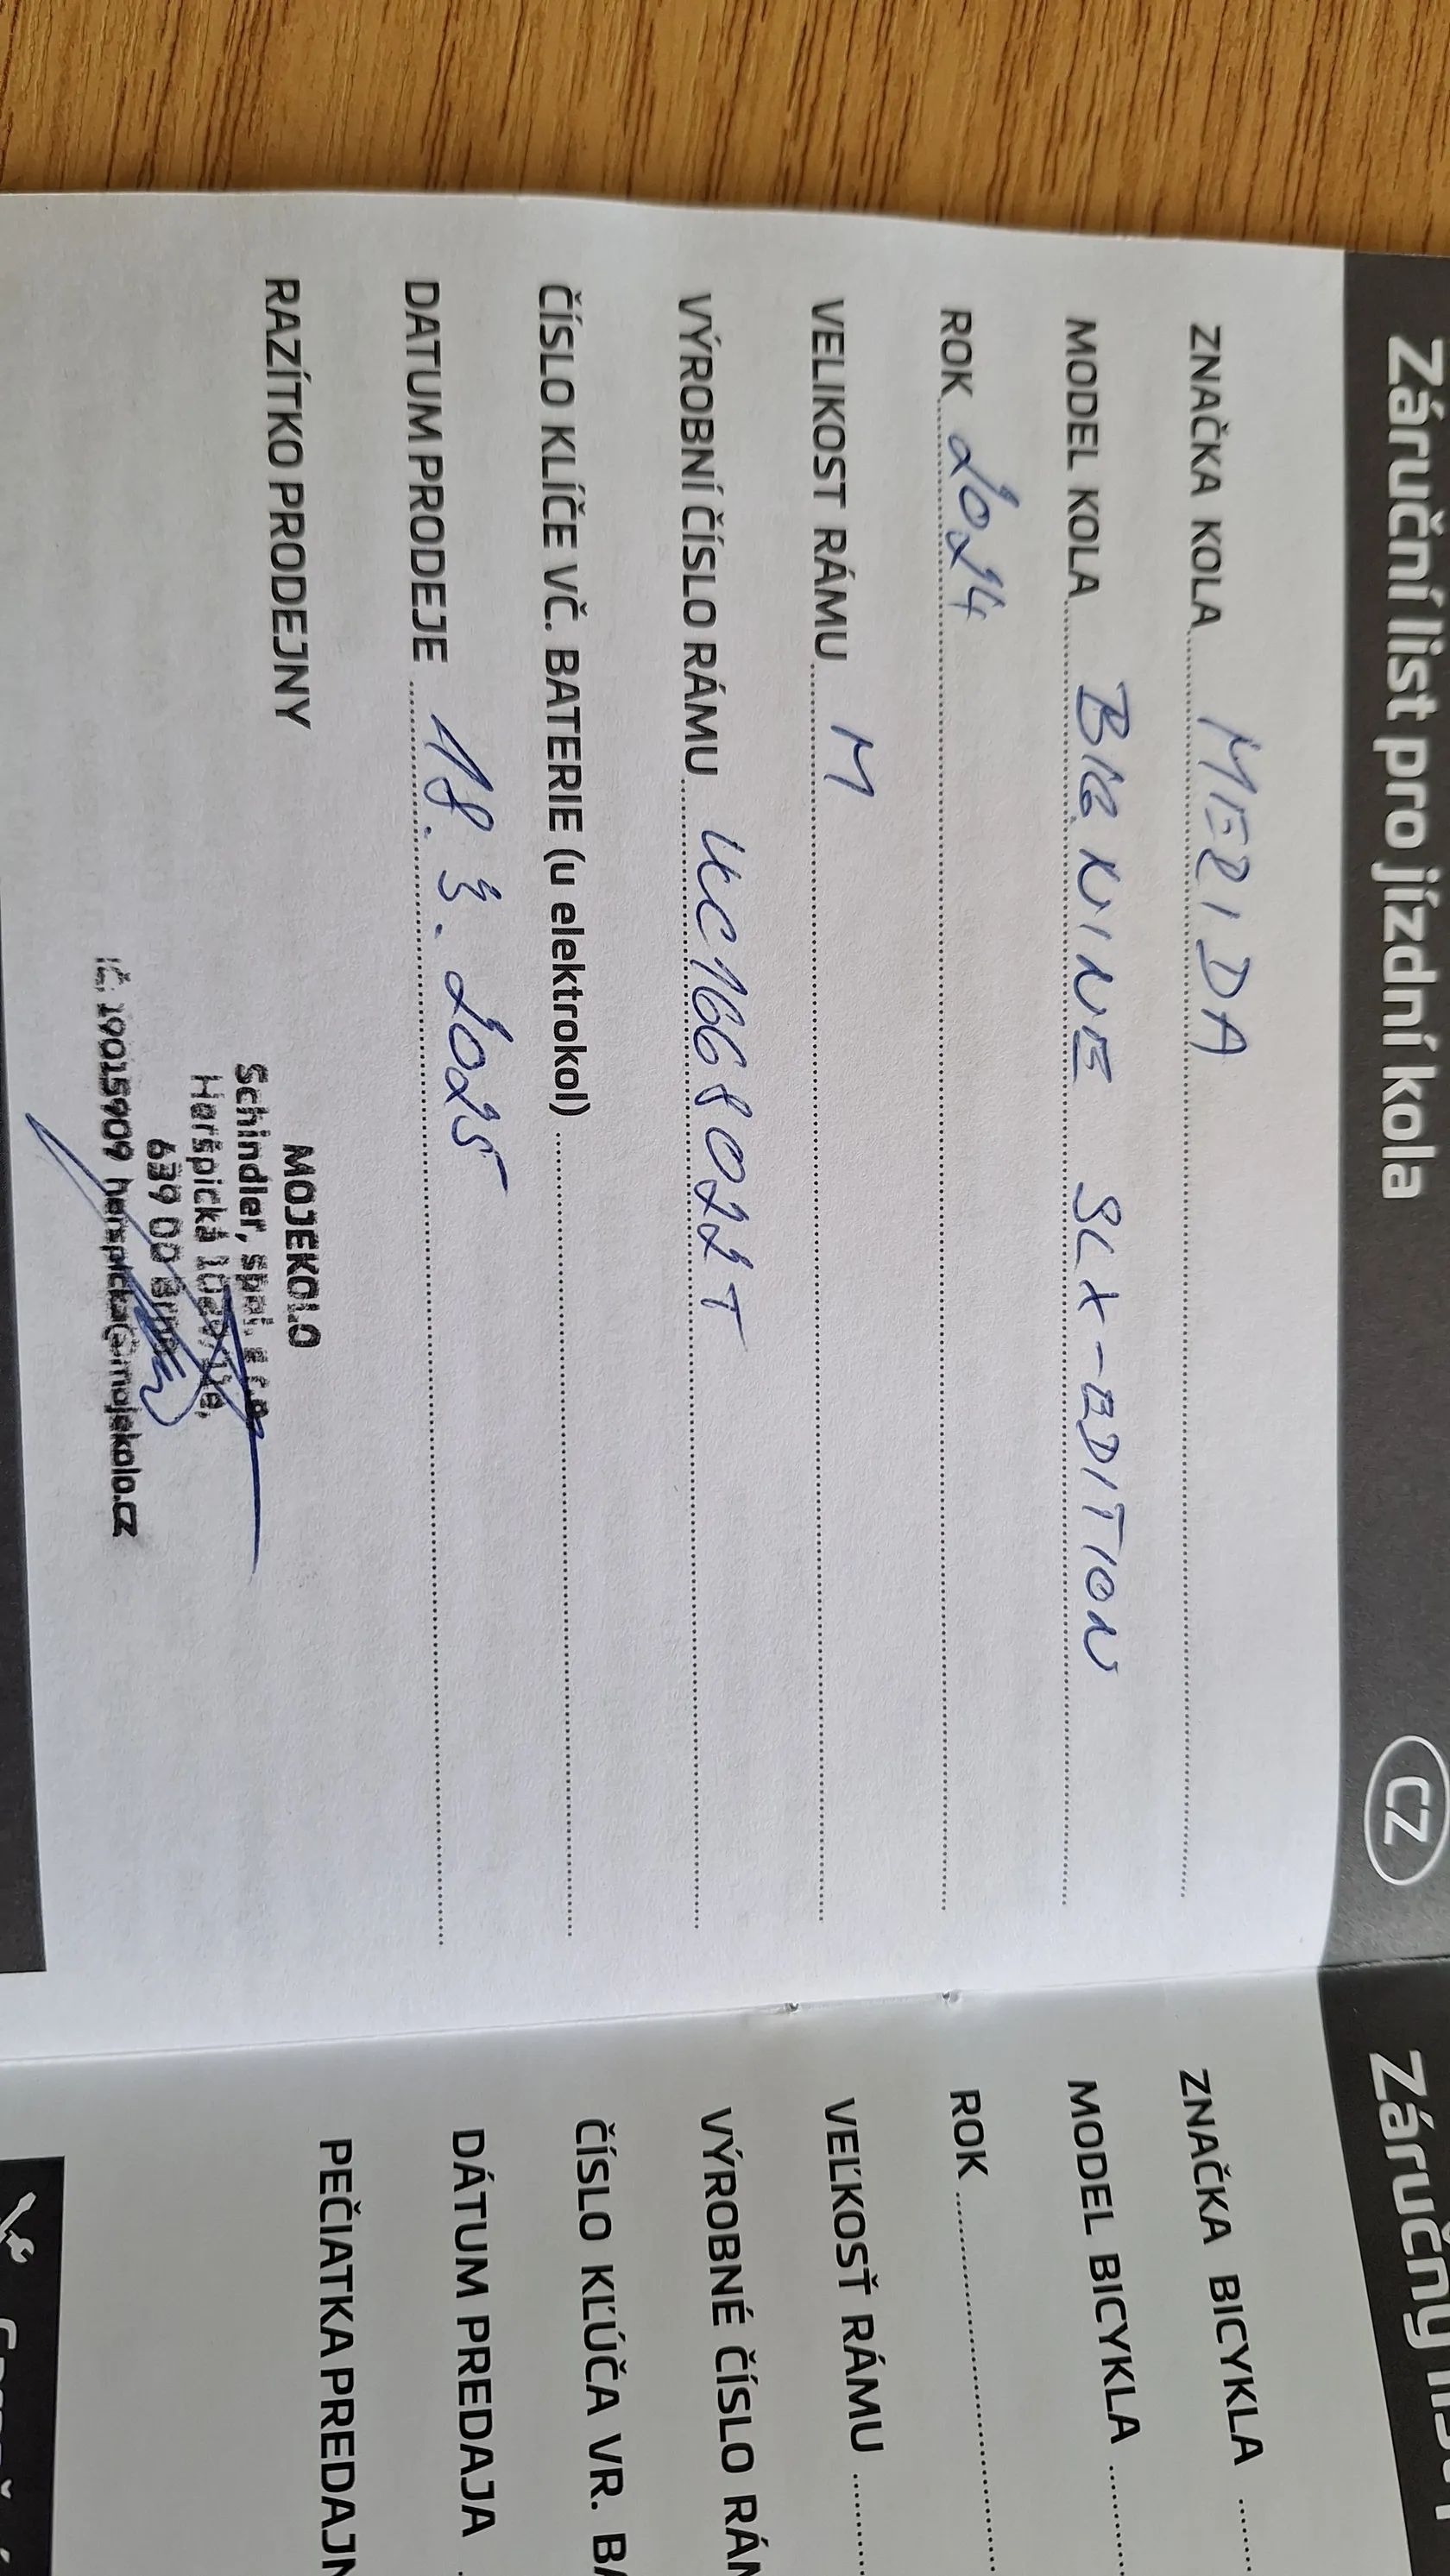 Záruční list pro jízdní kola CZ
ZNAČKA KOLA MERIDA
MODEL KOLA BIG.NINE SLX-EDITION
ROK 2024
VELIKOST RÁMU M
VÝROBNÍ ČÍSLO RÁMU UC1668022T
ČÍSLO KLÍČE VČ. BATERIE (u elektrokol)
DATUM PRODEJE 18. 3. 2025
RAZÍTKO PRODEJNY
MOJEKOLO
Schindler, spol. s r.o.
Heršpická
639 00 Brno
IČ: 19015909 herspicka@mojekolo.cz
Záručný
ZNAČKA BICYKLA
MODEL BICYKLA
ROK
VEĽKOSŤ RÁMU
VÝROBNÉ ČÍSLO
ČÍSLO KĽÚČA VR.
DÁTUM PREDAJA
PEČIATKA